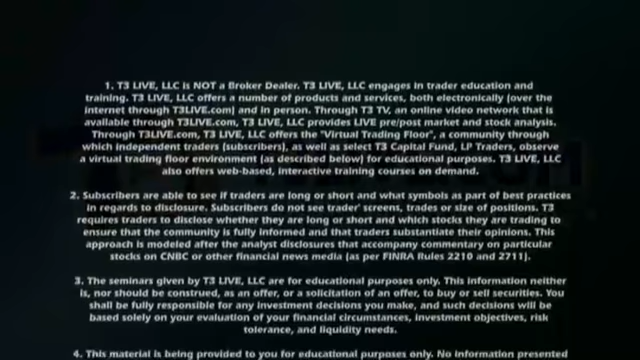 1. T3 LIVE, LLC is NOT a Broker Dealer. T3 LIVE, LLC engages in trader education and
training. T3 LIVE, LLC offers a number of products and services, both electronically (over the
internet through T3LIVE.com) and in person. Through T3 TV, an online video network that is
available through T3LIVE.com, T3 LIVE, LLC provides LIVE pre/post market and stock analysis.
Through T3LIVE.com, T3 LIVE, LLC offers the "Virtual Trading Floor", a community through
which independent traders (subscribers), as well as select T3 Capital Fund, LP Traders, observe
a virtual trading floor environment (as described below) for educational purposes. T3 LIVE, LLC
also offers web-based, interactive training courses on demand.
2. Subscribers are able to see if traders are long or short and what symbols as part of best practices
in regards to disclosure. Subscribers do not see trader' screens, trades or size of positions. T3
requires traders to disclose whether they are long or short and which stocks they are trading to
ensure that the community is fully informed and that traders substantiate their opinions. This
approach is modeled after the analyst disclosures that accompany commentary on particular
stocks on CNBC or other financial news media (as per FINRA Rules 2210 and 2711).
3. The seminars given by T3 LIVE, LLC are for educational purposes only. This information neither
is, nor should be construed, as an offer, or a solicitation of an offer, to buy or sell securities. You
shall be fully responsible for any investment decisions you make, and such decisions will be
based solely on your evaluation of your financial circumstances, investment objectives, risk
tolerance, and liquidity needs.
4. This material is being provided to you for educational purposes only. No information presented